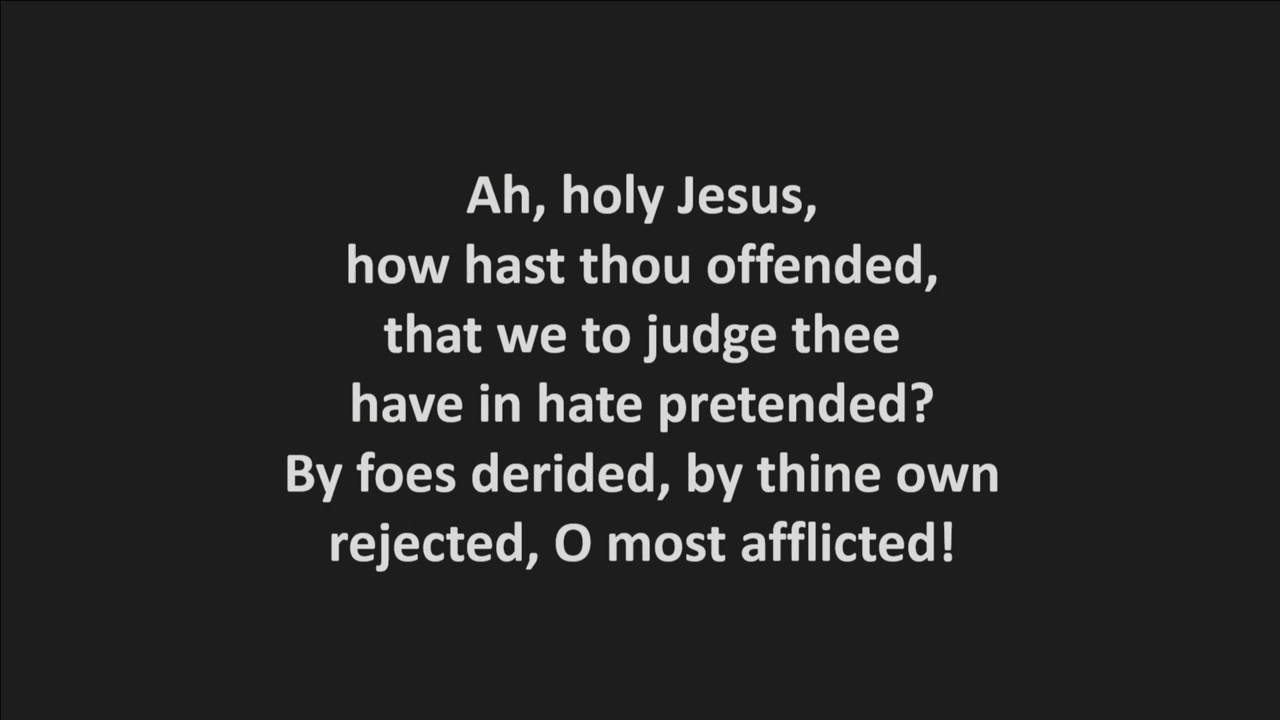 Ah, holy Jesus,
how hast thou offended,
that we to judge thee
have in hate pretended?
By foes derided, by thine own
rejected, O most afflicted!